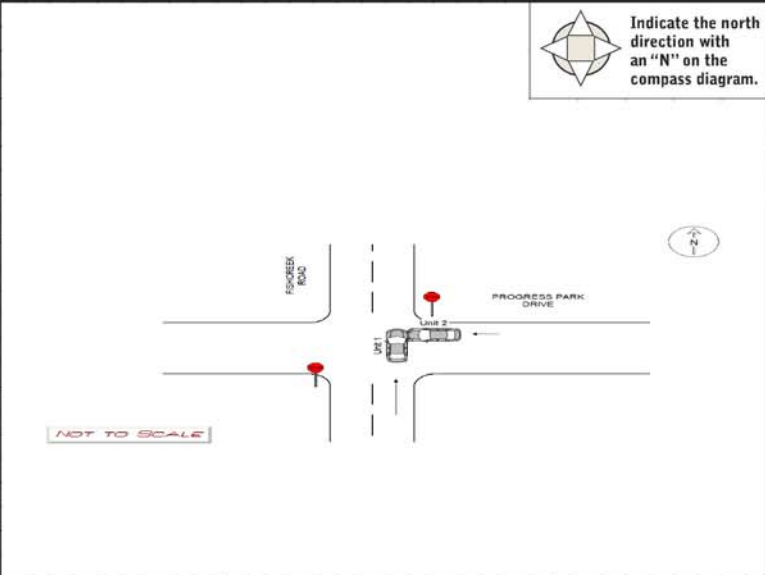 Indicate the north
direction with
an “N” on the
compass diagram.
N
FISHCREEK
ROAD
PROGRESS PARK
DRIVE
Unit 2
Unit 1
NOT TO SCALE